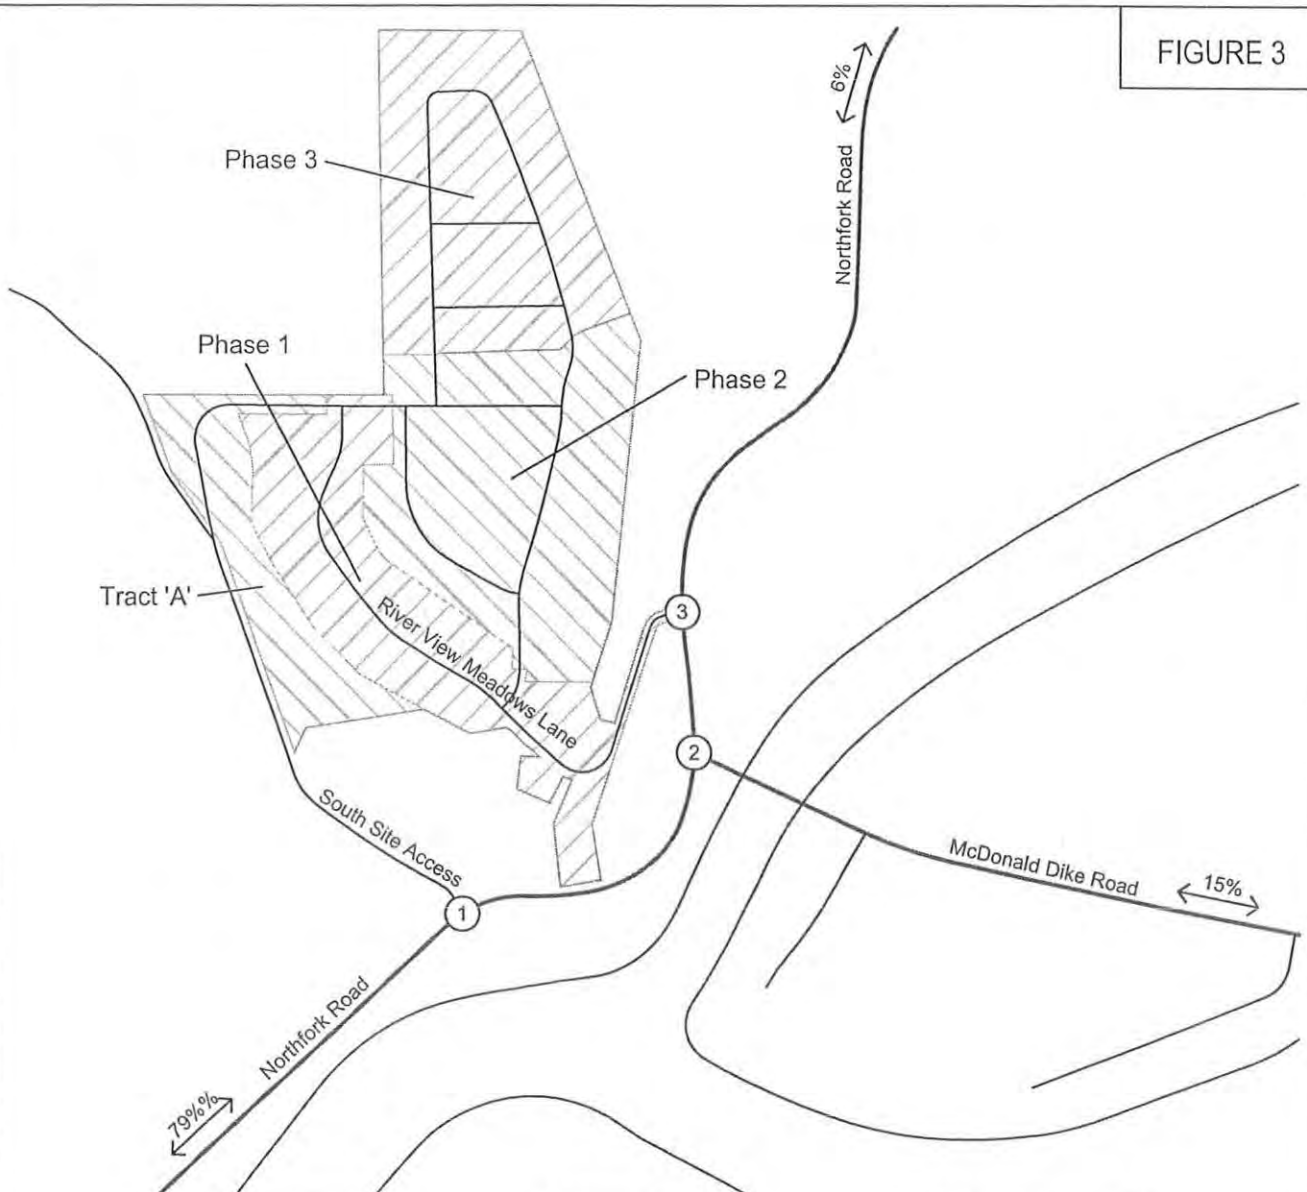 FIGURE 3
6%
Northfork Road
Phase 3
Phase 1
Phase 2
Tract 'A'
River View Meadows Lane
3
2
South Site Access
1
McDonald Dike Road
15%
Northfork Road
79%%